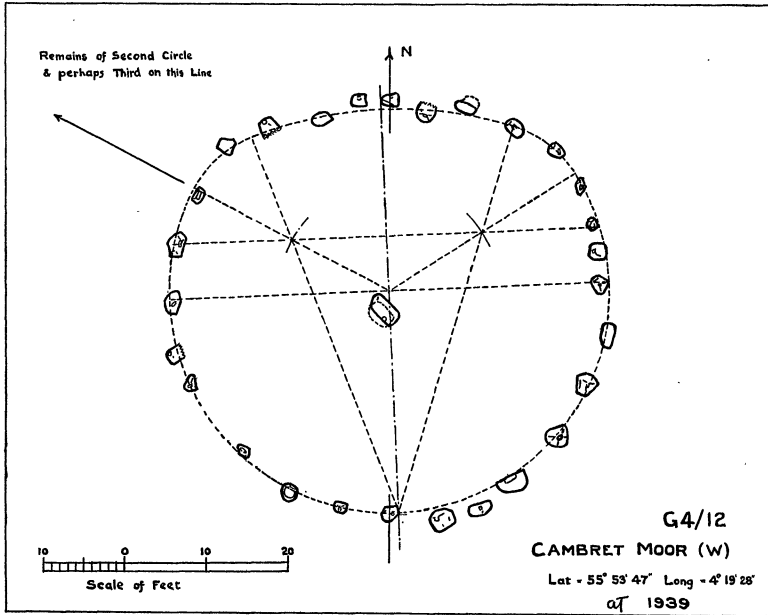 Remains of Second Circle
& perhaps Third on this Line
N
G4/12
CAMBRET MOOR (W)
10 0 10 20
Scale of Feet
Lat = 55° 53' 47" Long = 4° 19' 28"
at 1939